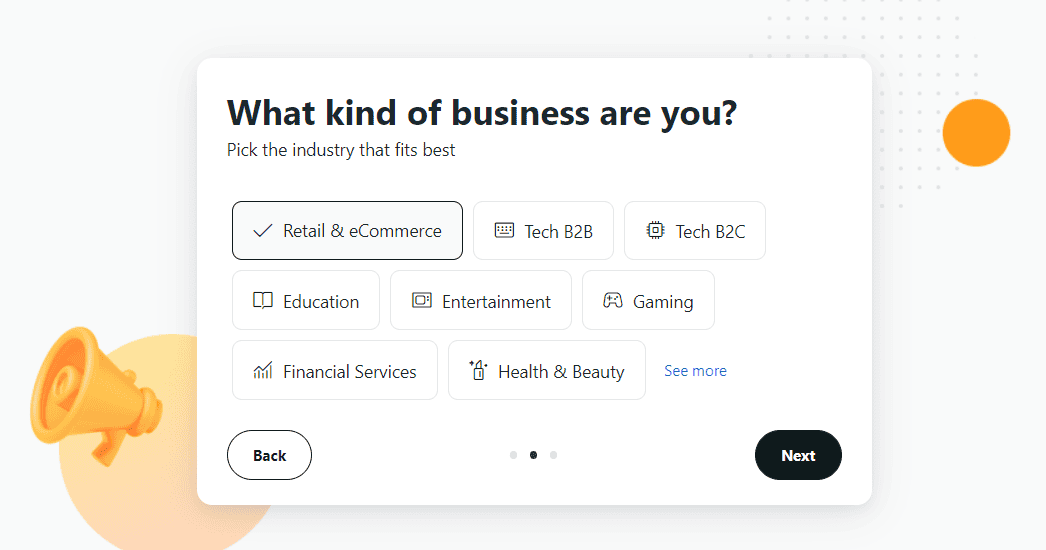 What kind of business are you?
Pick the industry that fits best
Retail & eCommerce
Tech B2B
Tech B2C
Education
Entertainment
Gaming
Financial Services
Health & Beauty
See more
Back
Next